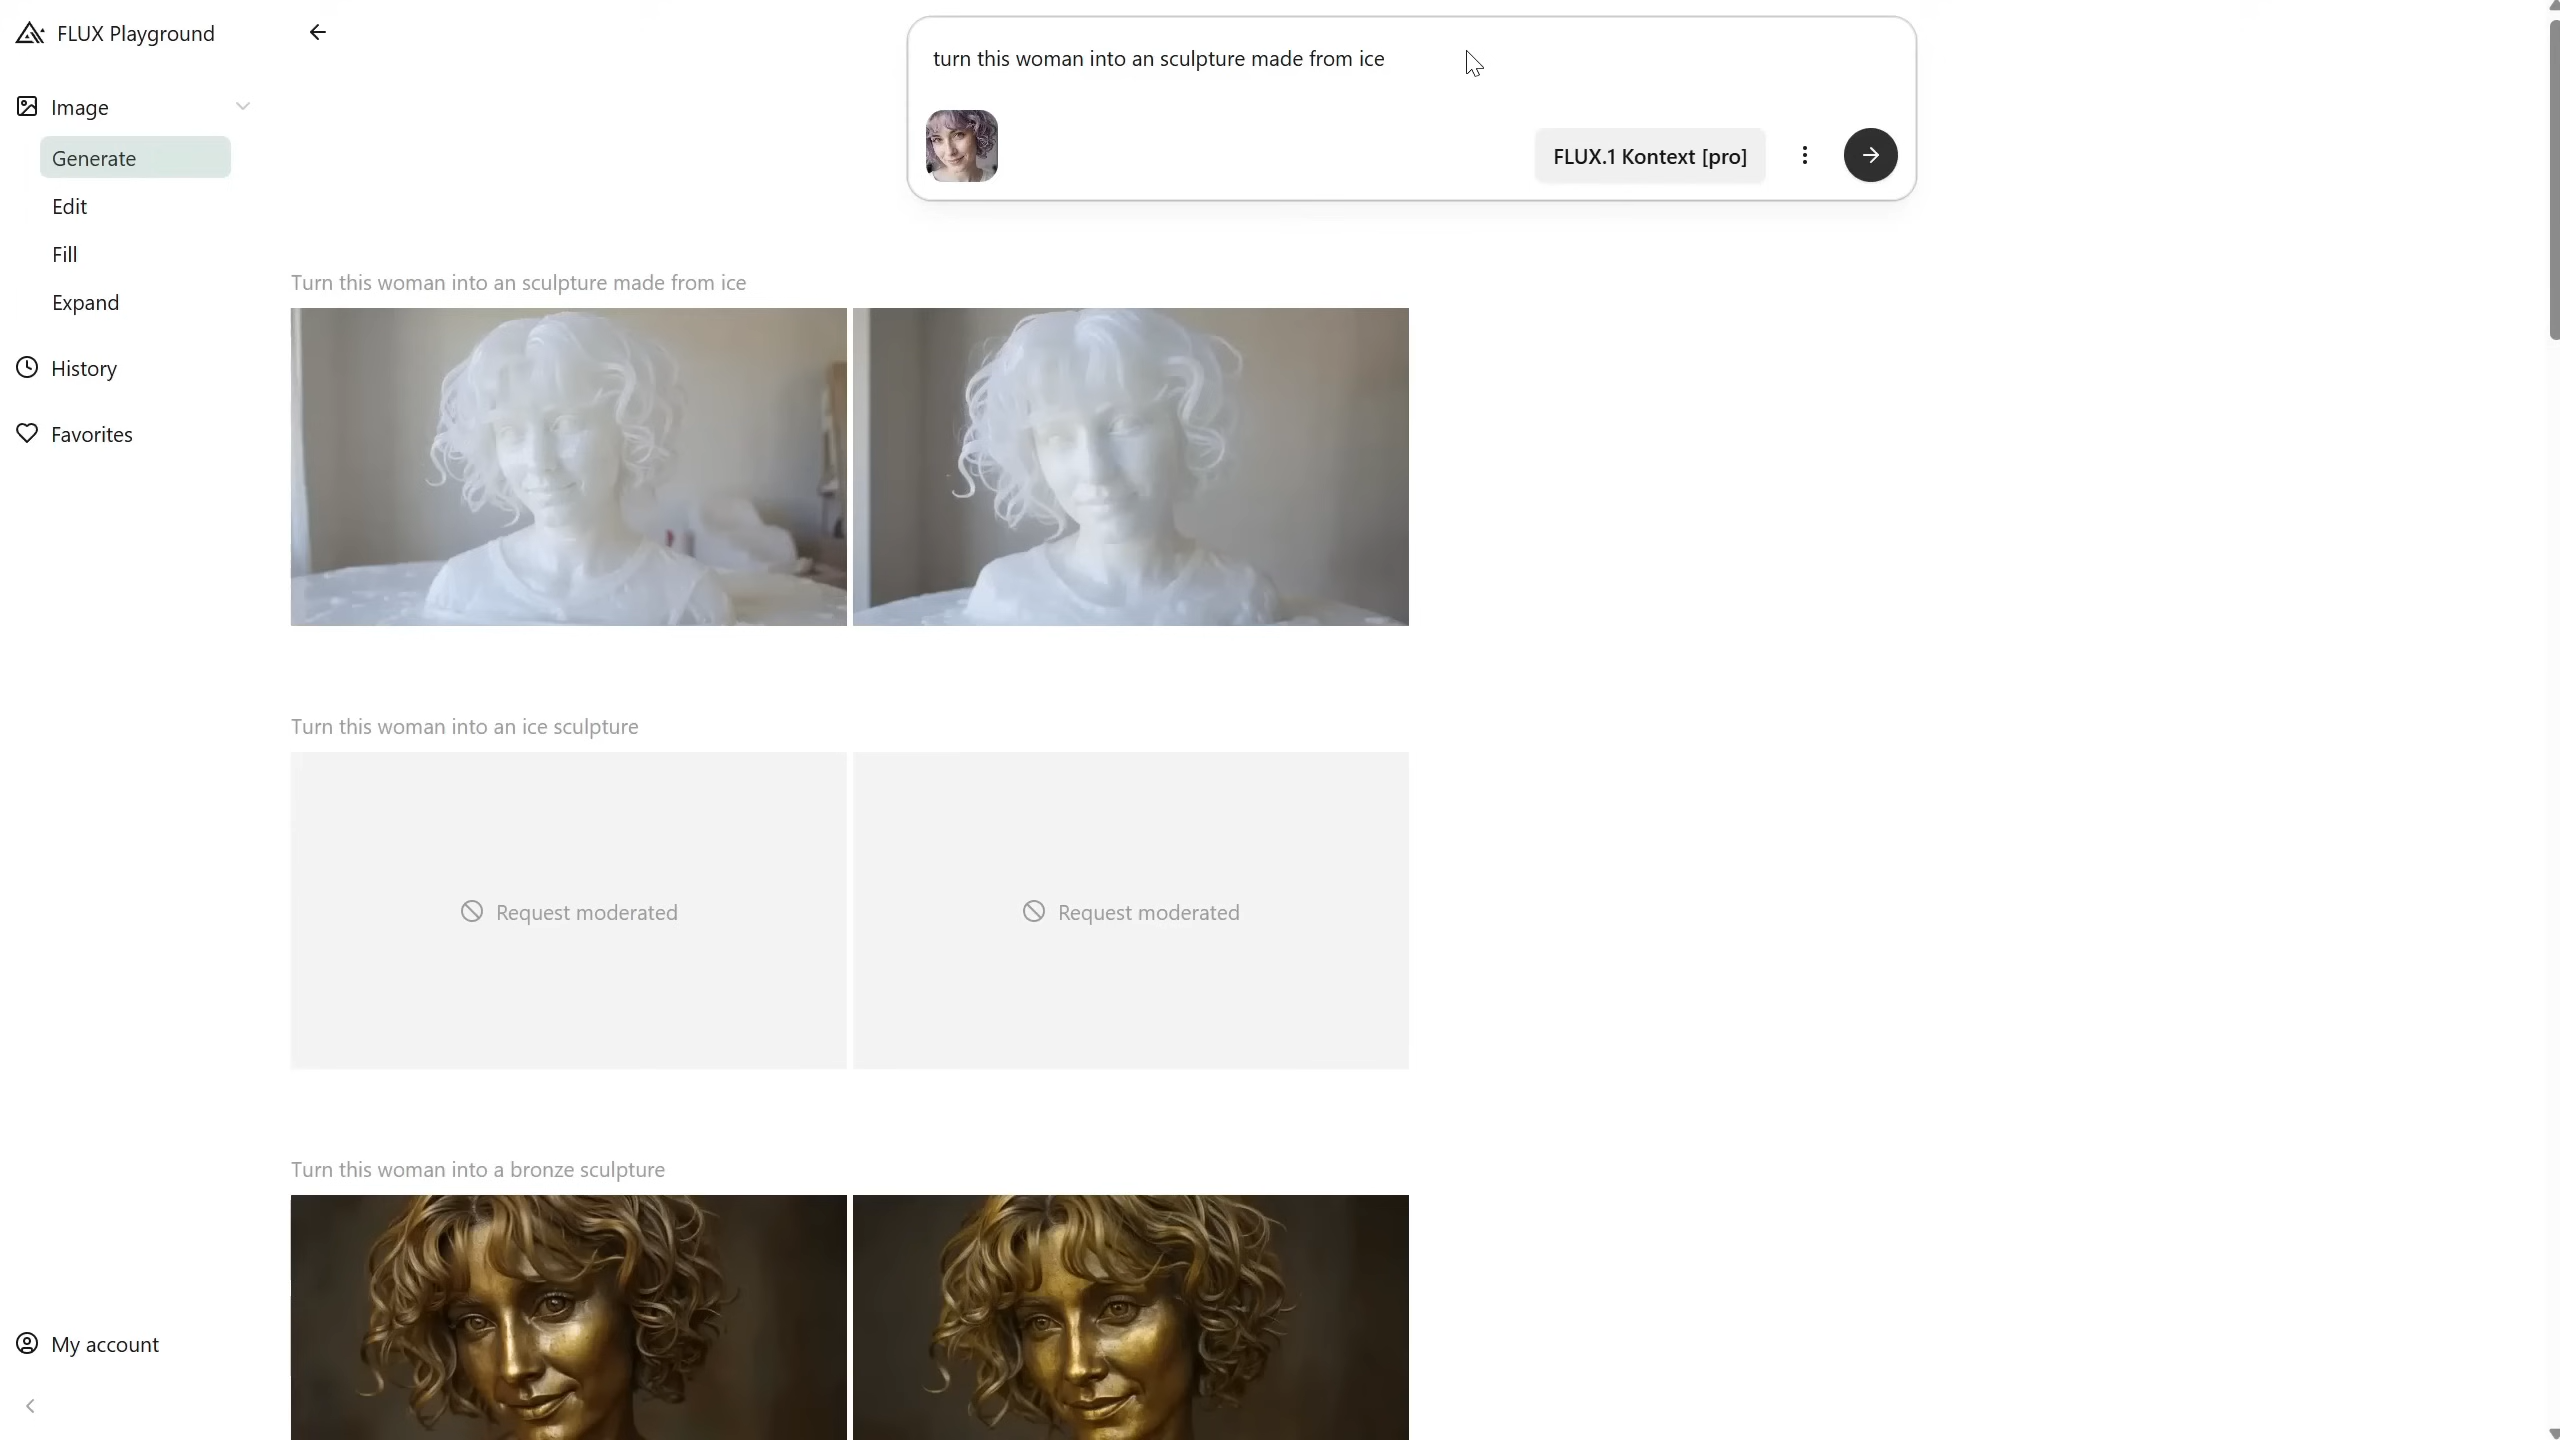 FLUX Playground
Image
Generate
Edit
Fill
Expand
History
Favorites
My account
turn this woman into an sculpture made from ice
FLUX.1 Kontext [pro]
Turn this woman into an sculpture made from ice
Turn this woman into an ice sculpture
Request moderated
Request moderated
Turn this woman into a bronze sculpture